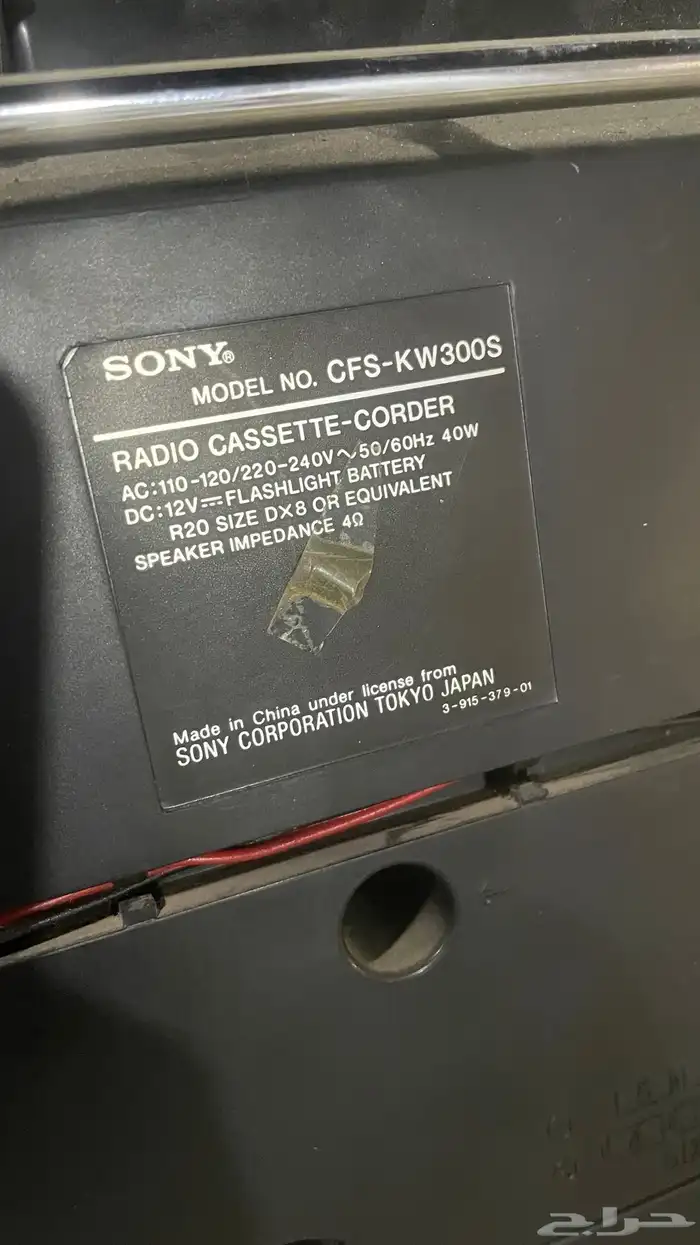 SONY®
MODEL NO. CFS-KW300S
RADIO CASSETTE-CORDER
AC:110-120/220-240V~50/60Hz 40W
DC:12V⎓FLASHLIGHT BATTERY
R20 SIZE D×8 OR EQUIVALENT
SPEAKER IMPEDANCE 4Ω
Made in China under license from
SONY CORPORATION TOKYO JAPAN
3-915-379-01
حراج